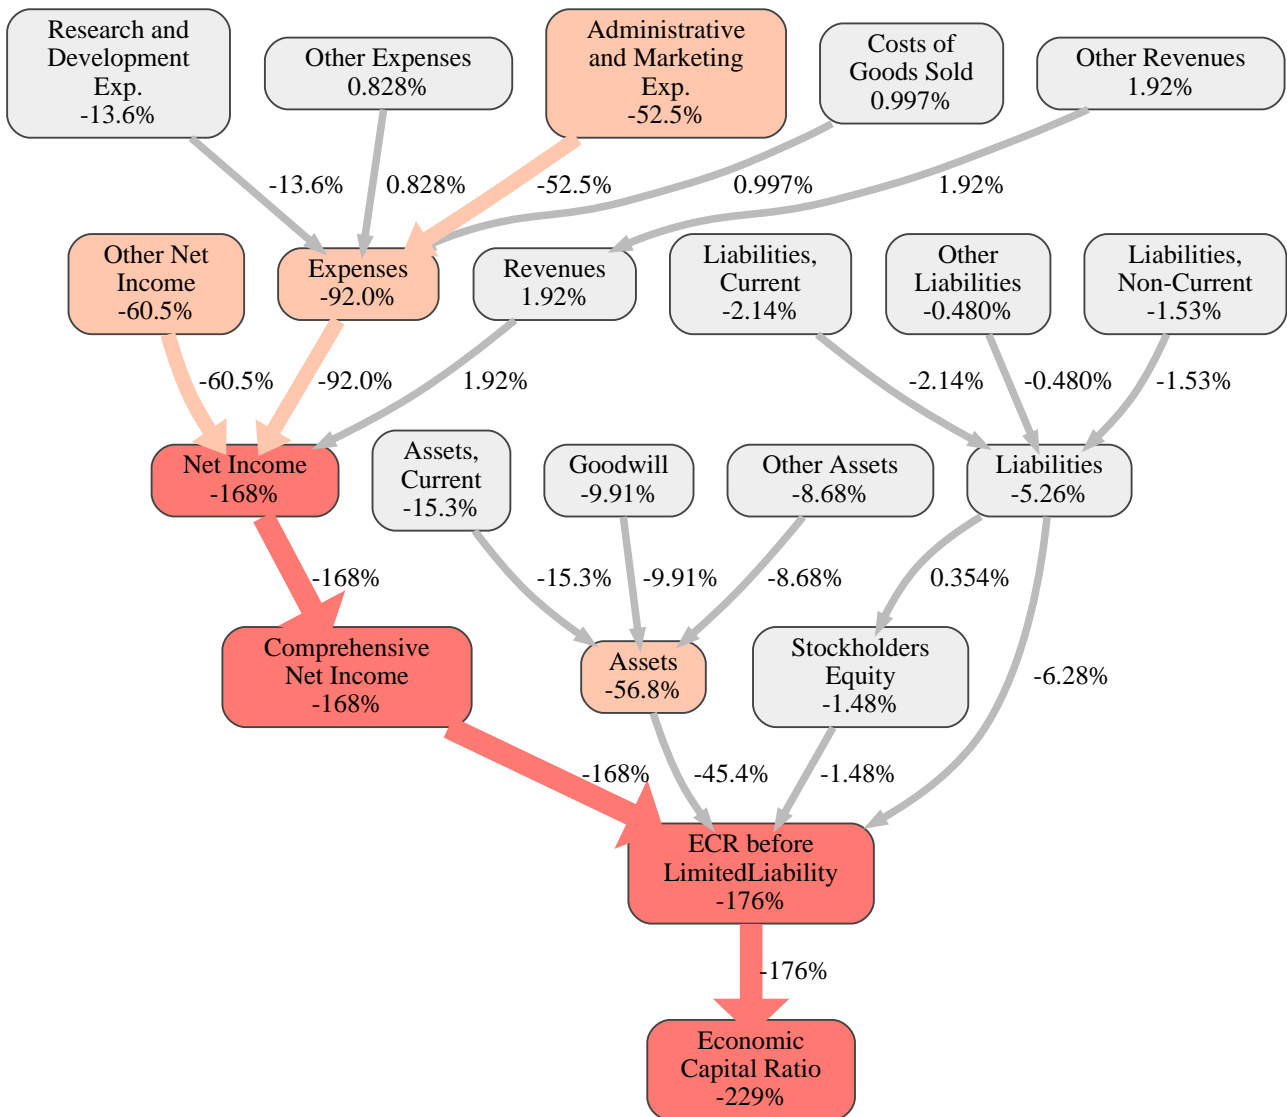 Research and
Development
Exp.
-13.6%
Other Expenses
0.828%
Administrative
and Marketing
Exp.
-52.5%
Costs of
Goods Sold
0.997%
Other Revenues
1.92%
-13.6%
0.828%
-52.5%
0.997%
1.92%
Other Net
Income
-60.5%
Expenses
-92.0%
Revenues
1.92%
Liabilities,
Current
-2.14%
Other
Liabilities
-0.480%
Liabilities,
Non-Current
-1.53%
-60.5%
-92.0%
1.92%
-2.14%
-0.480%
-1.53%
Net Income
-168%
Assets,
Current
-15.3%
Goodwill
-9.91%
Other Assets
-8.68%
Liabilities
-5.26%
-168%
-15.3%
-9.91%
-8.68%
0.354%
-6.28%
Comprehensive
Net Income
-168%
Assets
-56.8%
Stockholders
Equity
-1.48%
-168%
-45.4%
-1.48%
ECR before
LimitedLiability
-176%
-176%
Economic
Capital Ratio
-229%